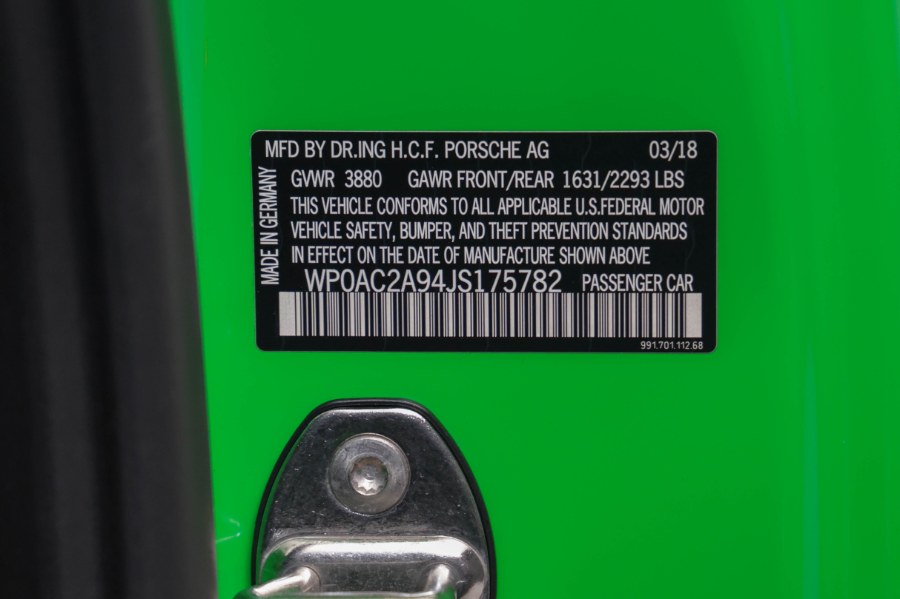 MFD BY DR.ING H.C.F. PORSCHE AG 03/18
GVWR 3880 GAWR FRONT/REAR 1631/2293 LBS
THIS VEHICLE CONFORMS TO ALL APPLICABLE U.S.FEDERAL MOTOR
VEHICLE SAFETY, BUMPER, AND THEFT PREVENTION STANDARDS
IN EFFECT ON THE DATE OF MANUFACTURE SHOWN ABOVE
MADE IN GERMANY
WP0AC2A94JS175782 PASSENGER CAR
991.701.112.68